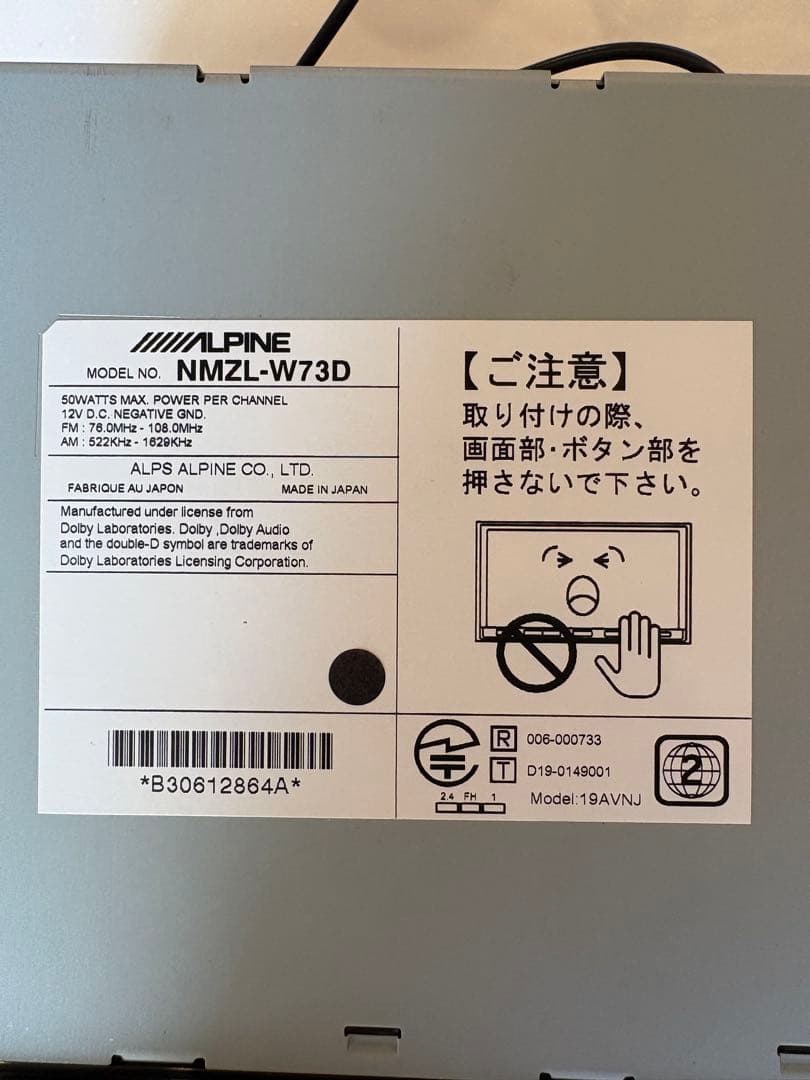 ALPINE
MODEL NO. NMZL-W73D
50WATTS MAX. POWER PER CHANNEL
12V D.C. NEGATIVE GND.
FM : 76.0MHz - 108.0MHz
AM : 522KHz - 1629KHz
ALPS ALPINE CO., LTD.
FABRIQUE AU JAPON MADE IN JAPAN
Manufactured under license from
Dolby Laboratories. Dolby ,Dolby Audio
and the double-D symbol are trademarks of
Dolby Laboratories Licensing Corporation.
*B30612864A*
【ご注意】
取り付けの際、
画面部・ボタン部を
押さないで下さい。
R 006-000733
T D19-0149001
2.4 FH 1
Model:19AVNJ
2